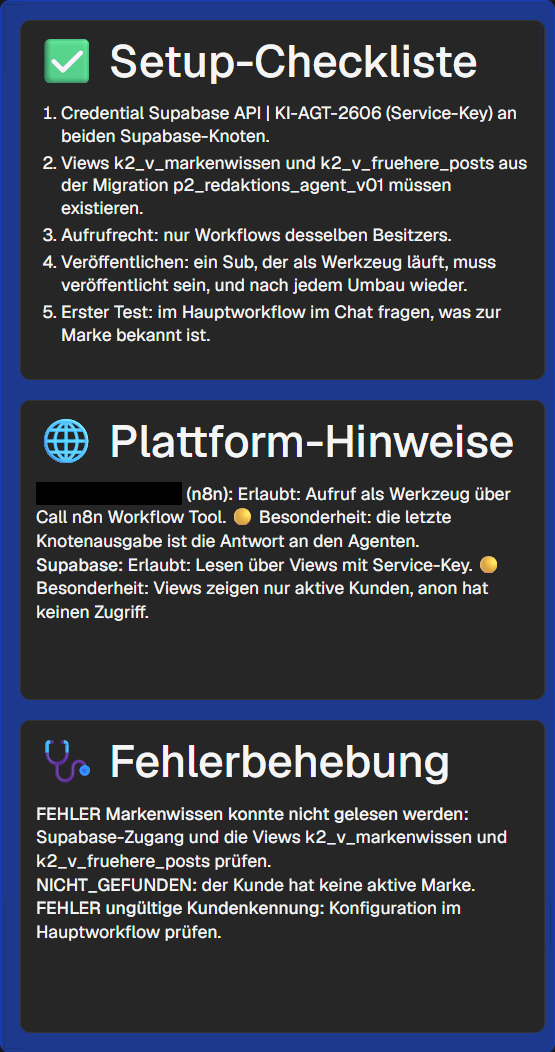 Setup-Checkliste
1. Credential Supabase API | KI-AGT-2606 (Service-Key) an
beiden Supabase-Knoten.
2. Views k2_v_markenwissen und k2_v_fruehere_posts aus
der Migration p2_redaktions_agent_v01 müssen
existieren.
3. Aufrufrecht: nur Workflows desselben Besitzers.
4. Veröffentlichen: ein Sub, der als Werkzeug läuft, muss
veröffentlicht sein, und nach jedem Umbau wieder.
5. Erster Test: im Hauptworkflow im Chat fragen, was zur
Marke bekannt ist.
Plattform-Hinweise
(n8n): Erlaubt: Aufruf als Werkzeug über
Call n8n Workflow Tool. Besonderheit: die letzte
Knotenausgabe ist die Antwort an den Agenten.
Supabase: Erlaubt: Lesen über Views mit Service-Key.
Besonderheit: Views zeigen nur aktive Kunden, anon hat
keinen Zugriff.
Fehlerbehebung
FEHLER Markenwissen konnte nicht gelesen werden:
Supabase-Zugang und die Views k2_v_markenwissen und
k2_v_fruehere_posts prüfen.
NICHT_GEFUNDEN: der Kunde hat keine aktive Marke.
FEHLER ungültige Kundenkennung: Konfiguration im
Hauptworkflow prüfen.